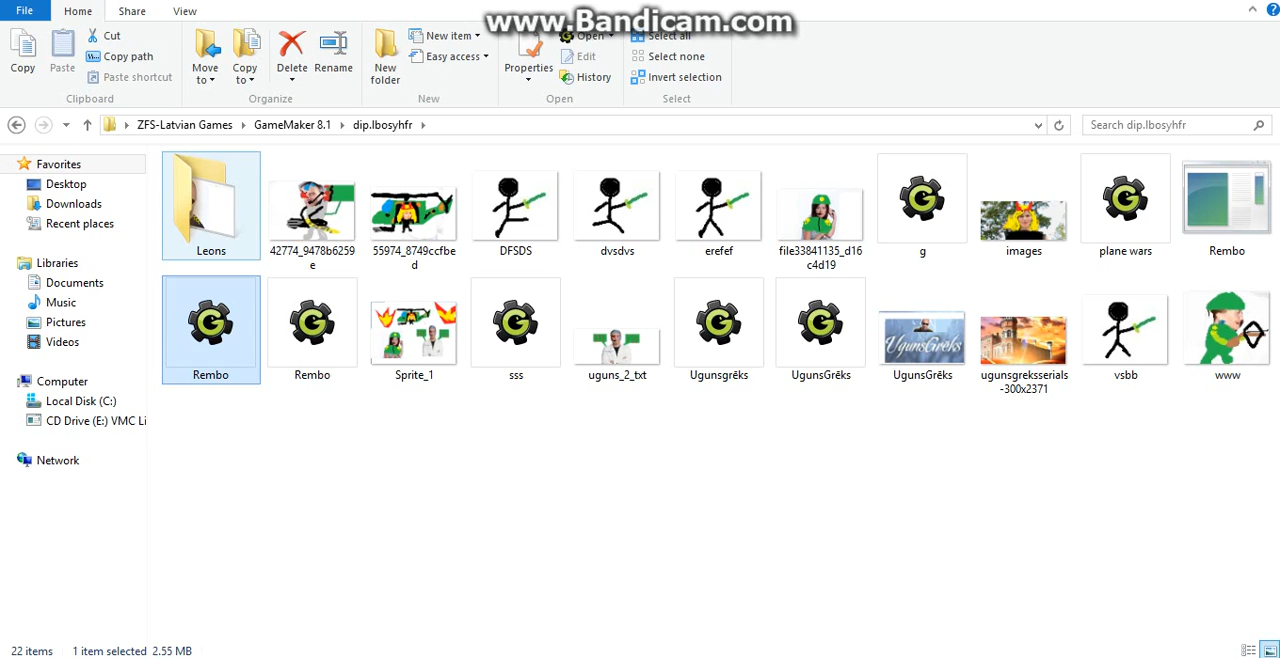 www.Bandicam.com
File
Home
Share
View
Copy
Paste
Cut
Copy path
Paste shortcut
Clipboard
Move to
Copy to
Delete
Rename
Organize
New folder
New item
Easy access
New
Properties
Open
Edit
History
Open
Select all
Select none
Invert selection
Select
ZFS-Latvian Games
GameMaker 8.1
dip.lbosyhfr
Search dip.lbosyhfr
Favorites
Desktop
Downloads
Recent places
Libraries
Documents
Music
Pictures
Videos
Computer
Local Disk (C:)
CD Drive (E:) VMC Li
Network
Leons
42774_9478b6259
e
55974_8749ccfbe
d
DFSDS
dvsdvs
erefef
file33841135_d16
c4d19
g
images
plane wars
Rembo
Rembo
Rembo
Sprite_1
sss
uguns_2_txt
Ugunsgrēks
UgunsGrēks
UgunsGrēks
UgunsGrēks
ugunsgreksserials
-300x2371
vsbb
www
22 items
1 item selected 2.55 MB